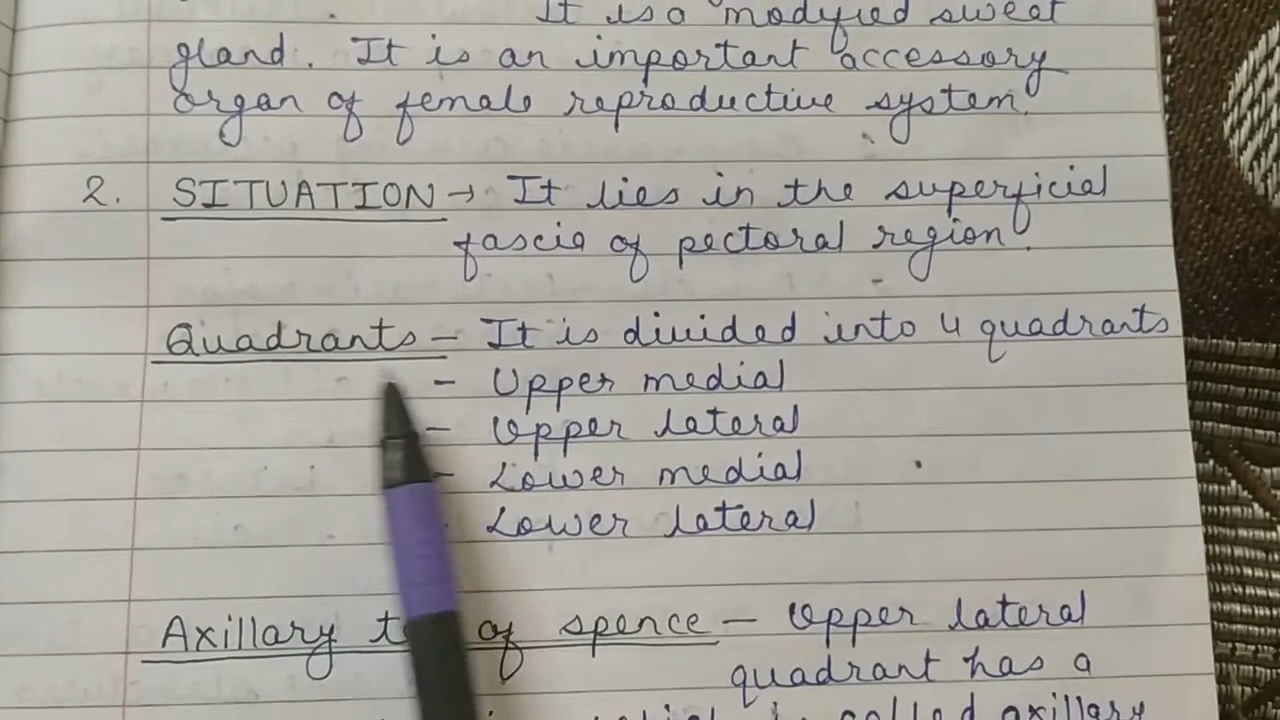 It is a modified sweat
gland. It is an important accessory
organ of female reproductive system.
2. SITUATION → It lies in the superficial
fascia of pectoral region.
Quadrants - It is divided into 4 quadrants
- Upper medial
- Upper lateral
- Lower medial
- Lower lateral
Axillary of spence - Upper lateral
quadrant has a
called axillary